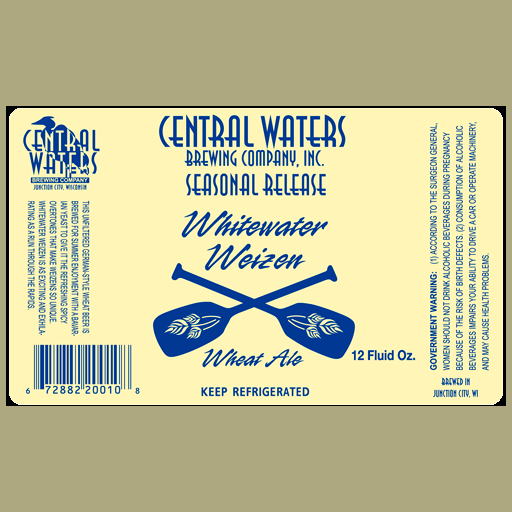 CENTRAL
WATERS
BREWING COMPANY
JUNCTION CITY, WISCONSIN
THIS UNFILTERED GERMAN-STYLE WHEAT BEER IS
BREWED FOR SUMMER ENJOYMENT WITH A BAVAR-
IAN YEAST TO GIVE IT THE REFRESHING SPICY
OVERTONES THAT MAKE WEIZENS SO UNIQUE.
WHITEWATER WEIZEN IS AS EXCITING AND EXHILA-
RATING AS A RUN THROUGH THE RAPIDS.
6 72882 20010 8
CENTRAL WATERS
BREWING COMPANY, INC.
SEASONAL RELEASE
Whitewater
Weizen
Wheat Ale
12 Fluid Oz.
KEEP REFRIGERATED
GOVERNMENT WARNING: (1) ACCORDING TO THE SURGEON GENERAL,
WOMEN SHOULD NOT DRINK ALCOHOLIC BEVERAGES DURING PREGNANCY
BECAUSE OF THE RISK OF BIRTH DEFECTS. (2) CONSUMPTION OF ALCOHOLIC
BEVERAGES IMPAIRS YOUR ABILITY TO DRIVE A CAR OR OPERATE MACHINERY,
AND MAY CAUSE HEALTH PROBLEMS.
BREWED IN
JUNCTION CITY, WI